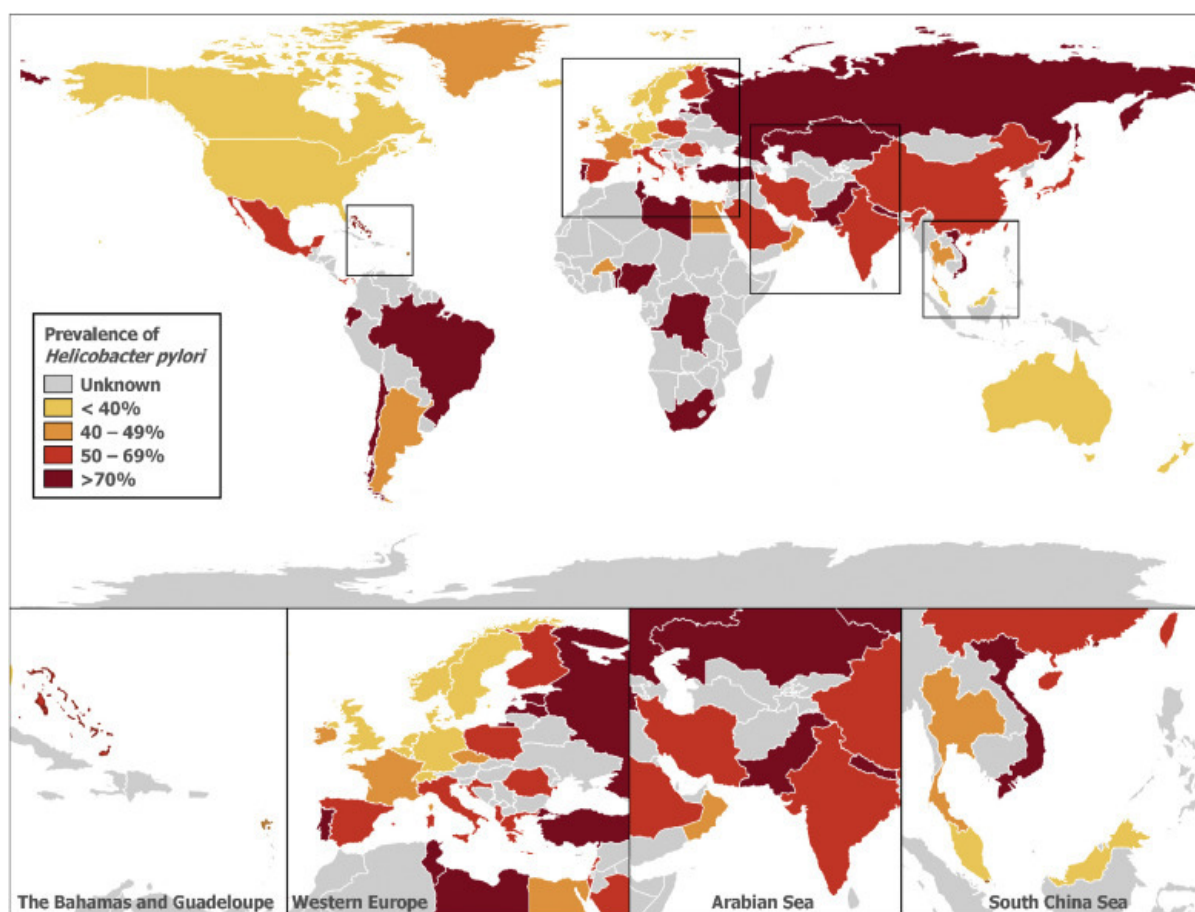 Prevalence of
Helicobacter pylori
Unknown
< 40%
40 – 49%
50 – 69%
>70%
The Bahamas and Guadeloupe
Western Europe
Arabian Sea
South China Sea